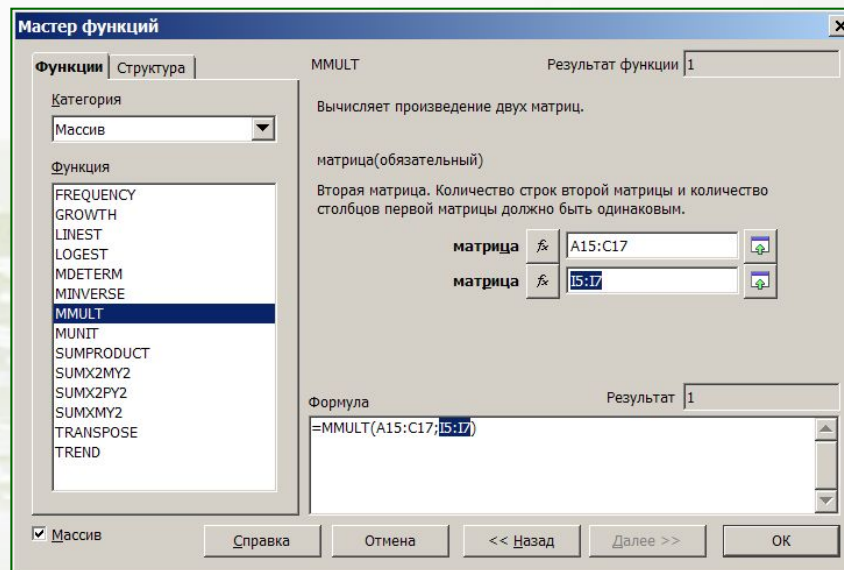 Мастер функций
Функции Структура
MMULT Результат функции 1
Категория
Массив
Вычисляет произведение двух матриц.
Функция
FREQUENCY
GROWTH
LINEST
LOGEST
MDETERM
MINVERSE
MMULT
MUNIT
SUMPRODUCT
SUMX2MY2
SUMX2PY2
SUMXMY2
TRANSPOSE
TREND
матрица(обязательный)
Вторая матрица. Количество строк второй матрицы и количество
столбцов первой матрицы должно быть одинаковым.
матрица fx A15:C17
матрица fx I5:I7
Формула Результат 1
=MMULT(A15:C17;I5:I7)
Массив Справка Отмена << Назад Далее >> ОК